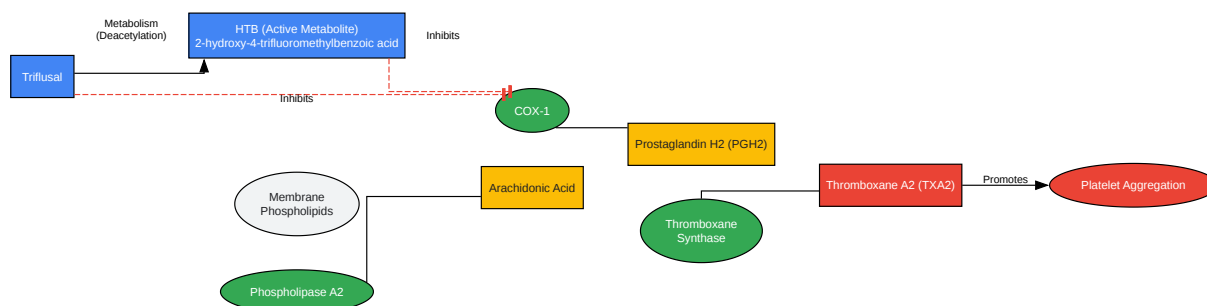 Metabolism
(Deacetylation)
HTB (Active Metabolite)
2-hydroxy-4-trifluoromethylbenzoic acid
Inhibits
Triflusal
Inhibits
COX-1
Prostaglandin H2 (PGH2)
Arachidonic Acid
Membrane
Phospholipids
Thromboxane A2 (TXA2)
Promotes
Platelet Aggregation
Thromboxane
Synthase
Phospholipase A2